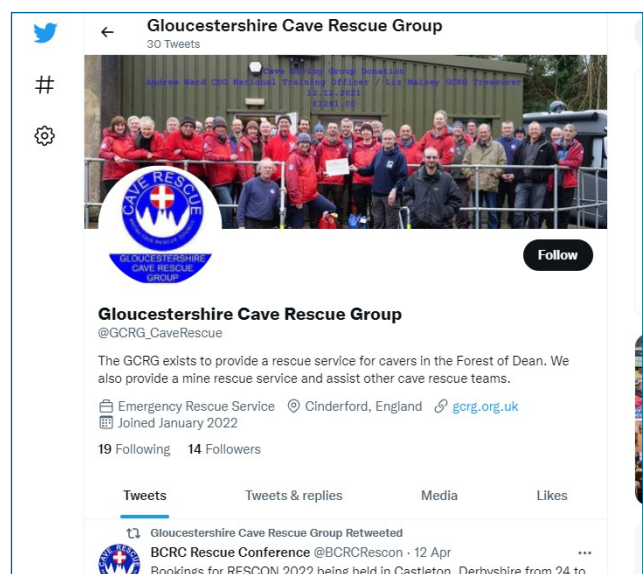 Gloucestershire Cave Rescue Group
30 Tweets
Cave Diving Group Donation
Andrew Ward CDG National Training Officer / Liz Maisey GCRG Treasurer
12.12.2021
£1261.00
CAVE RESCUE
GLOUCESTERSHIRE
CAVE RESCUE
GROUP
Follow
Gloucestershire Cave Rescue Group
@GCRG_CaveRescue
The GCRG exists to provide a rescue service for cavers in the Forest of Dean. We
also provide a mine rescue service and assist other cave rescue teams.
Emergency Rescue Service Cinderford, England gcrg.org.uk
Joined January 2022
19 Following 14 Followers
Tweets Tweets & replies Media Likes
Gloucestershire Cave Rescue Group Retweeted
BCRC Rescue Conference @BCRCRescon · 12 Apr ...
Bookings for RESCON 2022 being held in Castleton, Derbyshire from 24 to